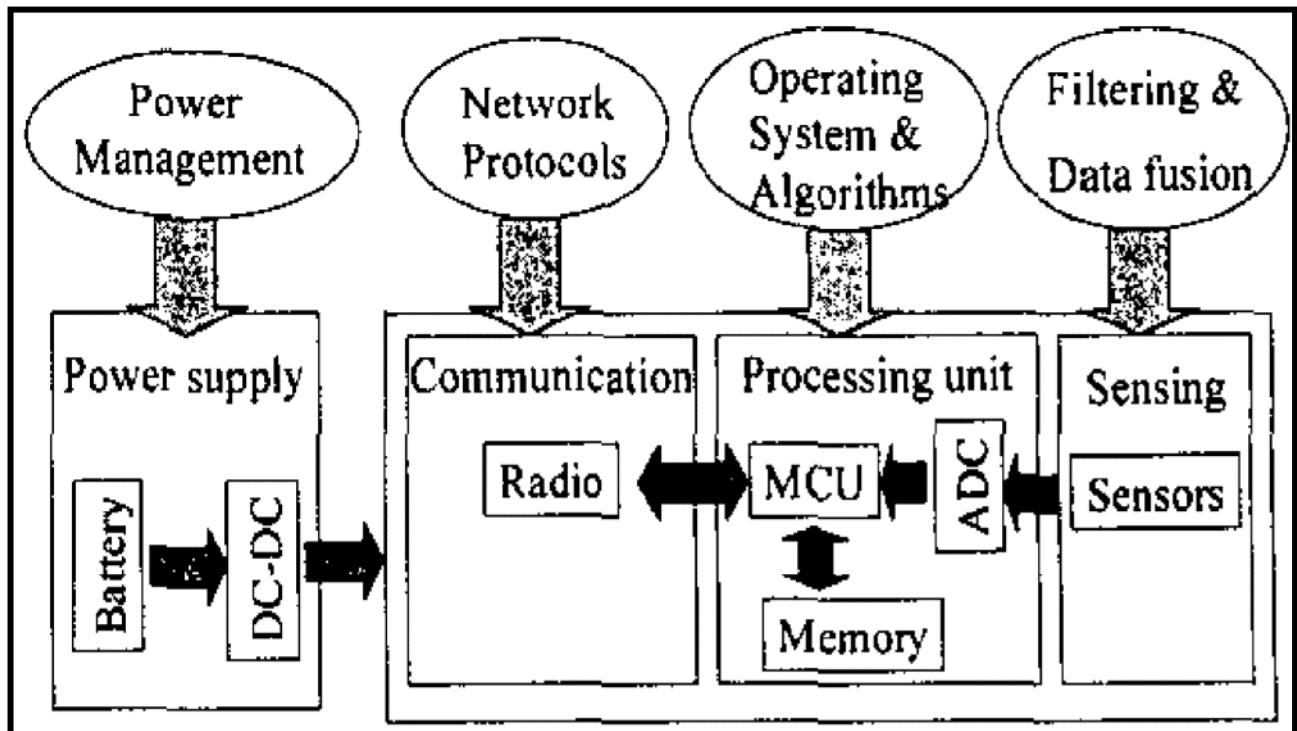 Power
Management
Network
Protocols
Operating
System &
Algorithms
Filtering &
Data fusion
Power supply
Communication
Processing unit
Sensing
Battery
DC-DC
Radio
MCU
ADC
Sensors
Memory